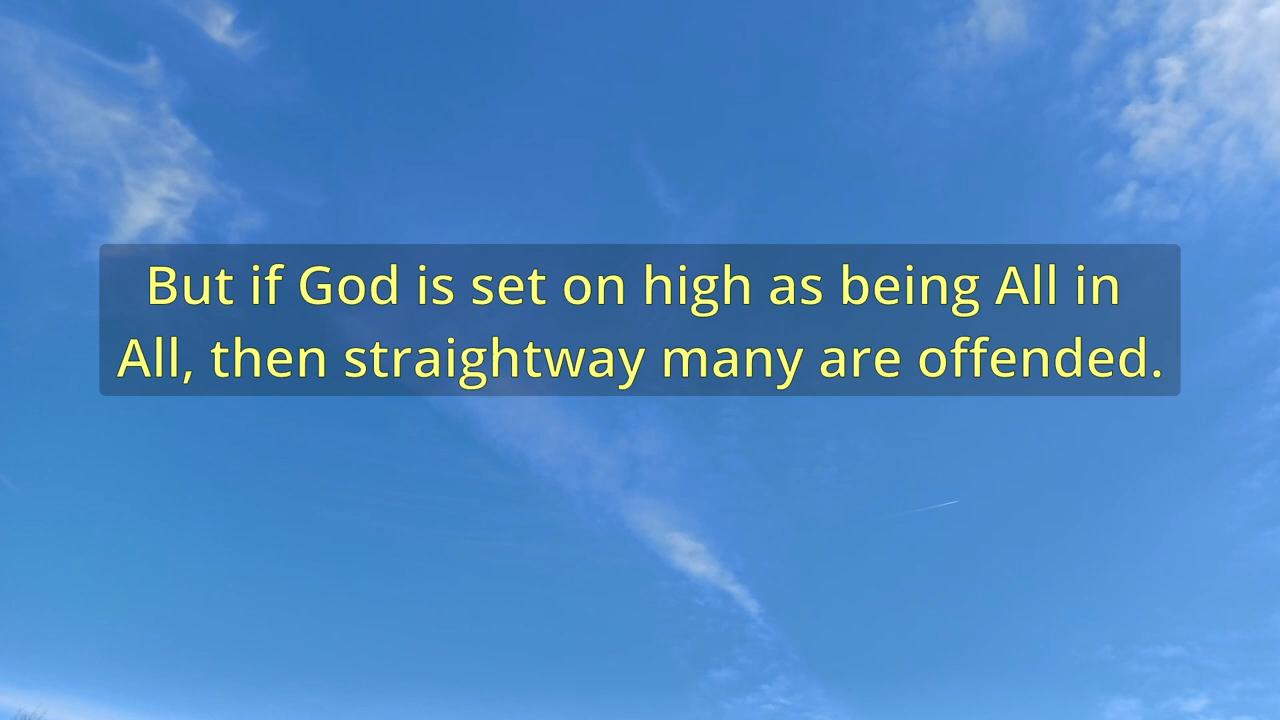 But if God is set on high as being All in
All, then straightway many are offended.